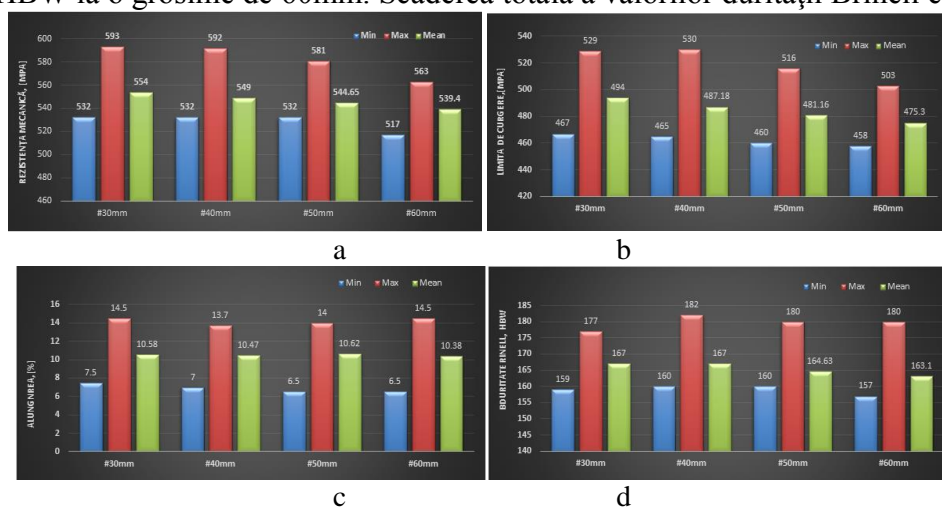 HBW la o grosime de 60mm. Scăderea totală a valorilor durităţii Brinell
Min Max Mean
REZISTENȚĂ MECANICĂ, [MPA]
600
580
560
540
520
500
480
460
532 593 554
532 592 549
532 581 544.65
517 563 539.4
#30mm #40mm #50mm #60mm
a
Min Max Mean
LIMITA DE CURGERE,[MPA]
540
520
500
480
460
440
420
467 529 494
465 530 487.18
460 516 481.16
458 503 475.3
#30mm #40mm #50mm #60mm
b
Min Max Mean
ALUNGNREA, [%]
16
14
12
10
8
6
4
2
0
7.5 14.5 10.58
7 13.7 10.47
6.5 14 10.62
6.5 14.5 10.38
#30mm #40mm #50mm #60mm
c
Min Max Mean
BDURITĂTE RINELL, HBW
185
180
175
170
165
160
155
150
145
140
159 177 167
160 182 167
160 180 164.63
157 180 163.1
#30mm #40mm #50mm #60mm
d